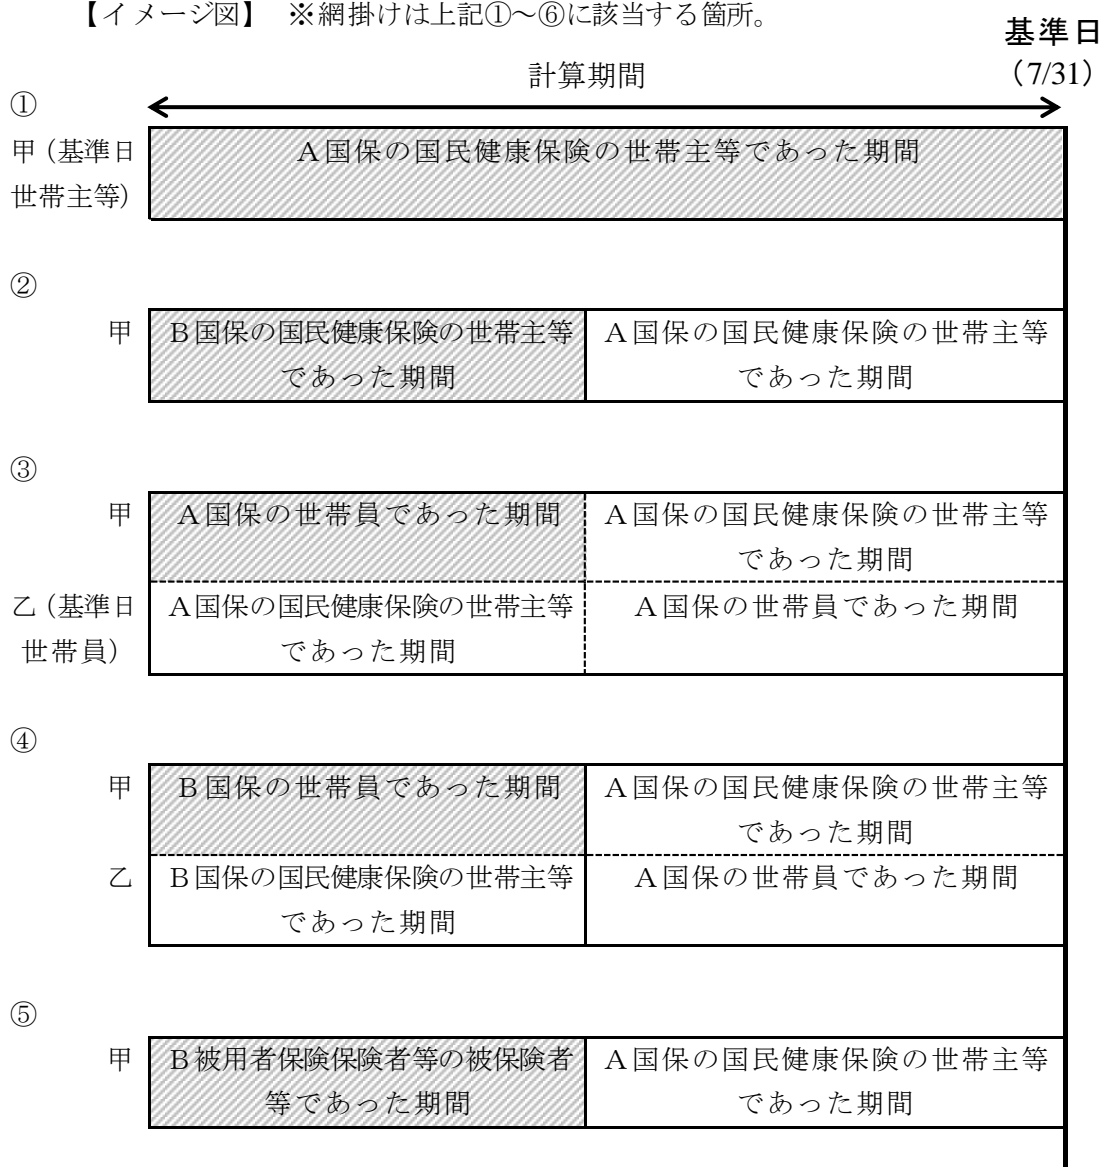 【イメージ図】 ※網掛けは上記①～⑥に該当する箇所。
基準日
（7/31）
計算期間
①
甲（基準日
世帯主等）
Ａ国保の国民健康保険の世帯主等であった期間
②
甲
Ｂ国保の国民健康保険の世帯主等
であった期間
Ａ国保の国民健康保険の世帯主等
であった期間
③
甲
Ａ国保の世帯員であった期間
Ａ国保の国民健康保険の世帯主等
であった期間
乙（基準日
世帯員）
Ａ国保の国民健康保険の世帯主等
であった期間
Ａ国保の世帯員であった期間
④
甲
Ｂ国保の世帯員であった期間
Ａ国保の国民健康保険の世帯主等
であった期間
乙
Ｂ国保の国民健康保険の世帯主等
であった期間
Ａ国保の世帯員であった期間
⑤
甲
Ｂ被用者保険保険者等の被保険者
等であった期間
Ａ国保の国民健康保険の世帯主等
であった期間